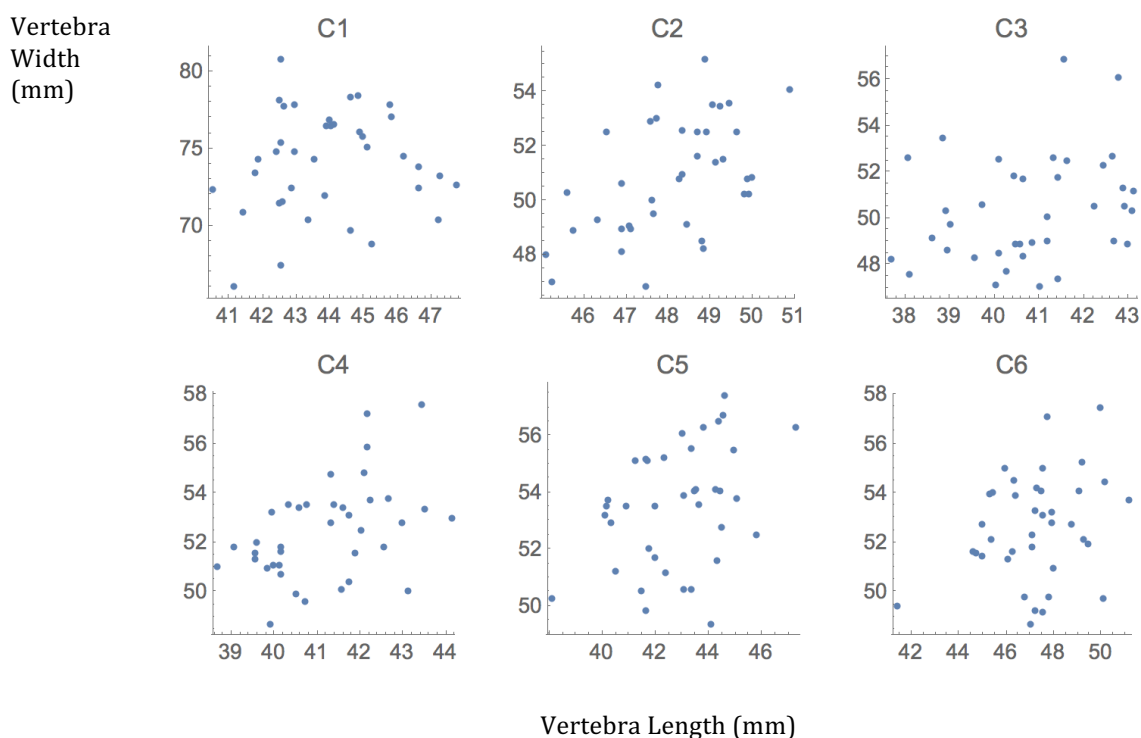 Vertebra
Width
(mm)
C1
80
75
70
41 42 43 44 45 46 47
C2
54
52
50
48
46 47 48 49 50 51
C3
56
54
52
50
48
38 39 40 41 42 43
C4
58
56
54
52
50
39 40 41 42 43 44
C5
56
54
52
50
40 42 44 46
C6
58
56
54
52
50
42 44 46 48 50
Vertebra Length (mm)